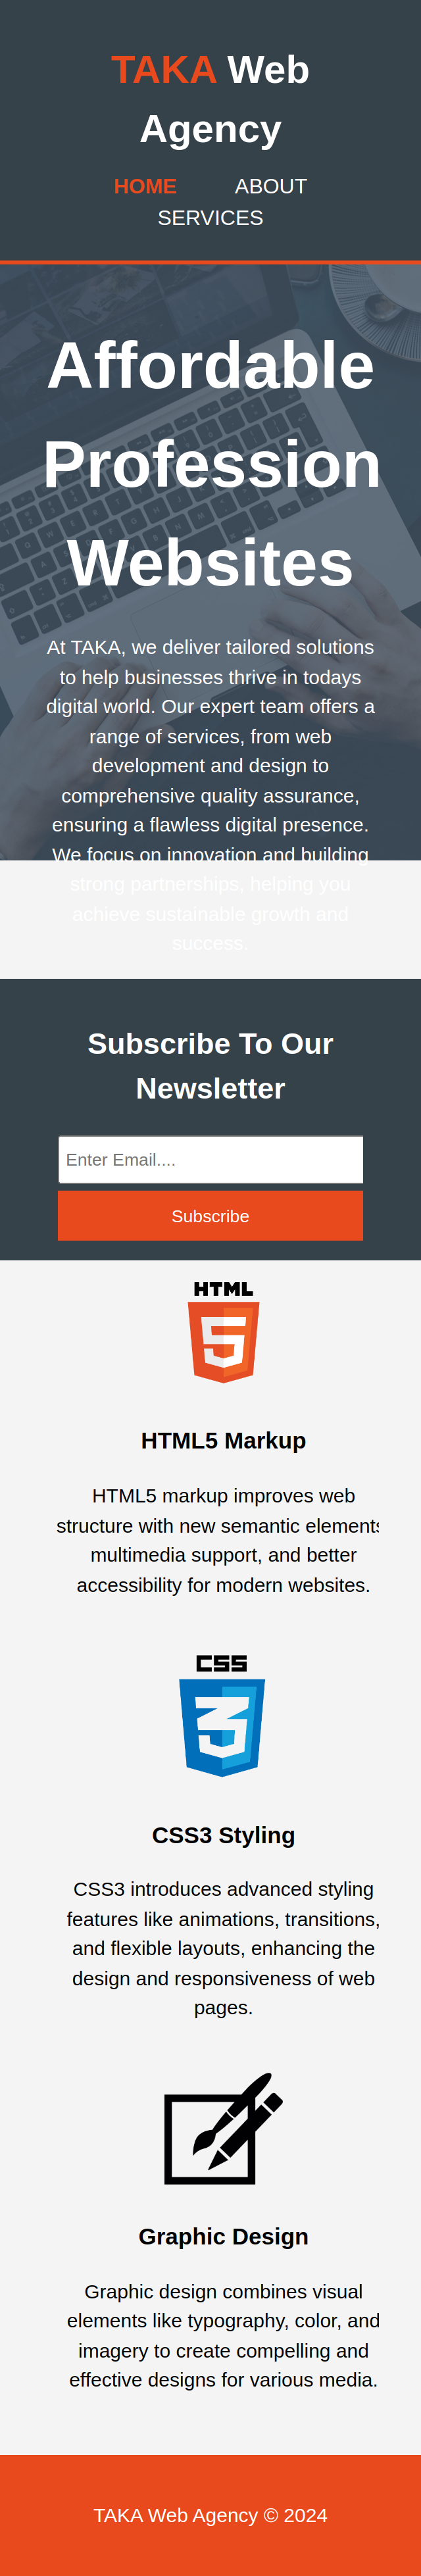 TAKA Web
Agency
HOME ABOUT
SERVICES
Affordable
Profession
Websites
At TAKA, we deliver tailored solutions
to help businesses thrive in todays
digital world. Our expert team offers a
range of services, from web
development and design to
comprehensive quality assurance,
ensuring a flawless digital presence.
We focus on innovation and building
strong partnerships, helping you
achieve sustainable growth and
success.
Subscribe To Our
Newsletter
Enter Email....
Subscribe
HTML
5
HTML5 Markup
HTML5 markup improves web
structure with new semantic elements
multimedia support, and better
accessibility for modern websites.
CSS
3
CSS3 Styling
CSS3 introduces advanced styling
features like animations, transitions,
and flexible layouts, enhancing the
design and responsiveness of web
pages.
Graphic Design
Graphic design combines visual
elements like typography, color, and
imagery to create compelling and
effective designs for various media.
TAKA Web Agency © 2024